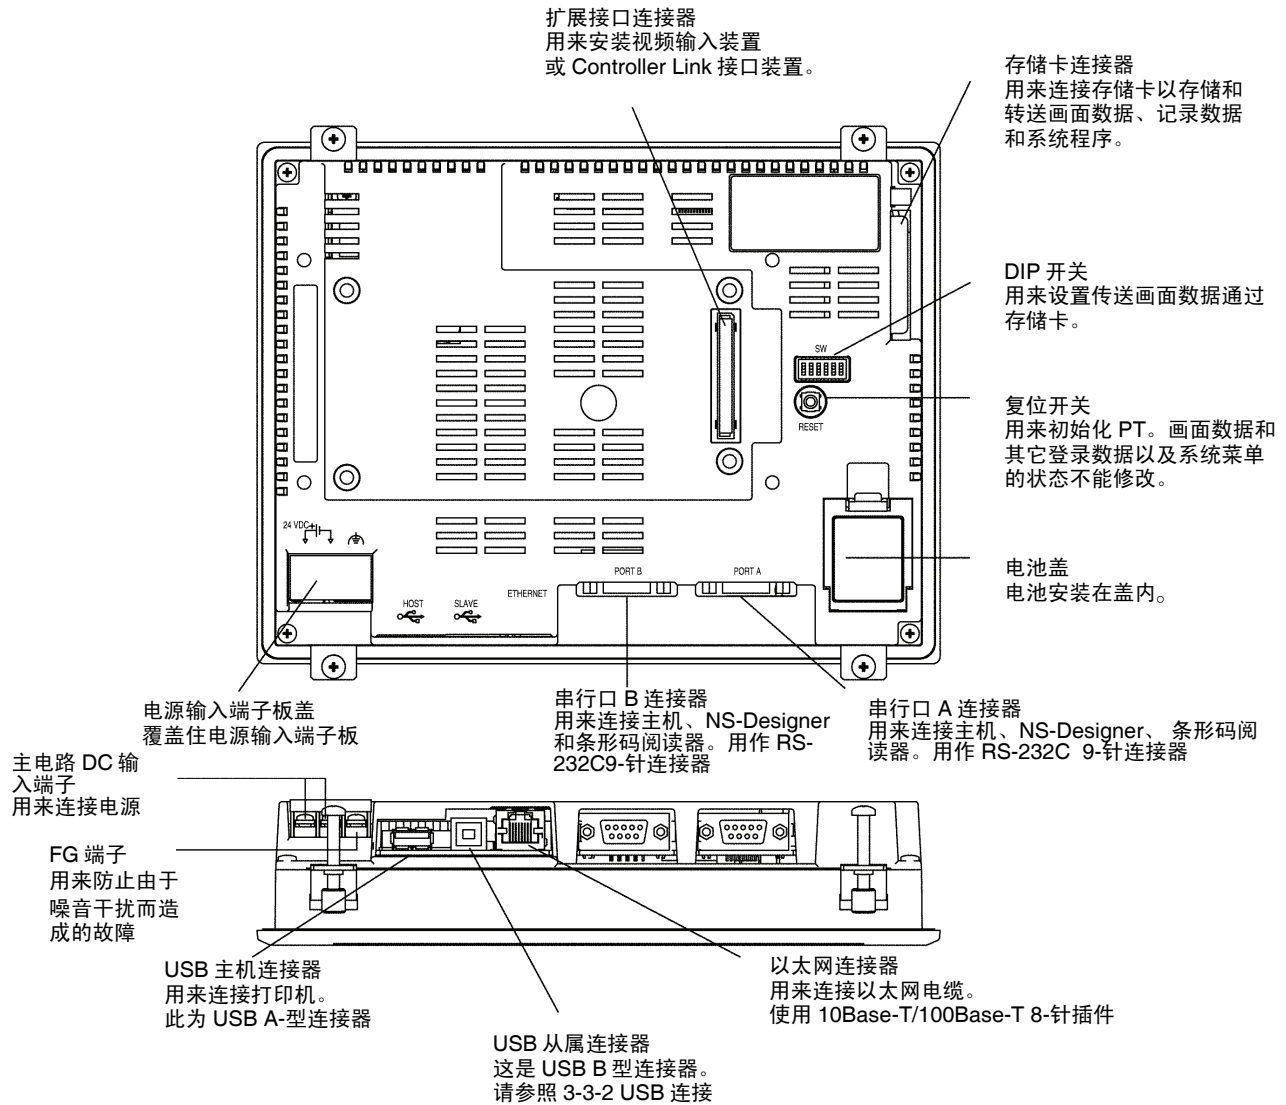 扩展接口连接器
用来安装视频输入装置
或 Controller Link 接口装置。
存储卡连接器
用来连接存储卡以存储和
转送画面数据、记录数据
和系统程序。
DIP 开关
用来设置传送画面数据通过
存储卡。
SW
复位开关
用来初始化 PT。画面数据和
其它登录数据以及系统菜单
的状态不能修改。
RESET
24 VDC
电池盖
电池安装在盖内。
PORT B
PORT A
ETHERNET
HOST
SLAVE
电源输入端子板盖
覆盖住电源输入端子板
串行口 B 连接器
用来连接主机、NS-Designer
和条形码阅读器。用作 RS-
232C9-针连接器
串行口 A 连接器
用来连接主机、NS-Designer、 条形码阅
读器。用作 RS-232C 9-针连接器
主电路 DC 输
入端子
用来连接电源
FG 端子
用来防止由于
噪音干扰而造
成的故障
USB 主机连接器
用来连接打印机。
此为 USB A-型连接器
以太网连接器
用来连接以太网电缆。
使用 10Base-T/100Base-T 8-针插件
USB 从属连接器
这是 USB B 型连接器。
请参照 3-3-2 USB 连接